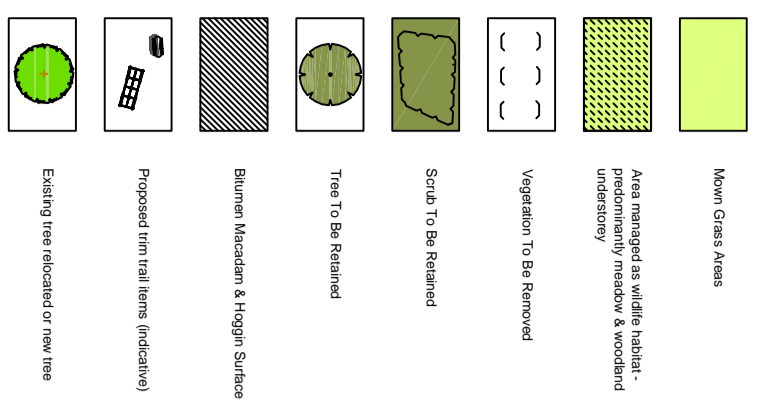 Mown Grass Areas
Area managed as wildlife habitat -
predominantly meadow & woodland
understorey
Vegetation To Be Removed
Scrub To Be Retained
Tree To Be Retained
Bitumen Macadam & Hoggin Surface
Proposed trim trail items (indicative)
Existing tree relocated or new tree